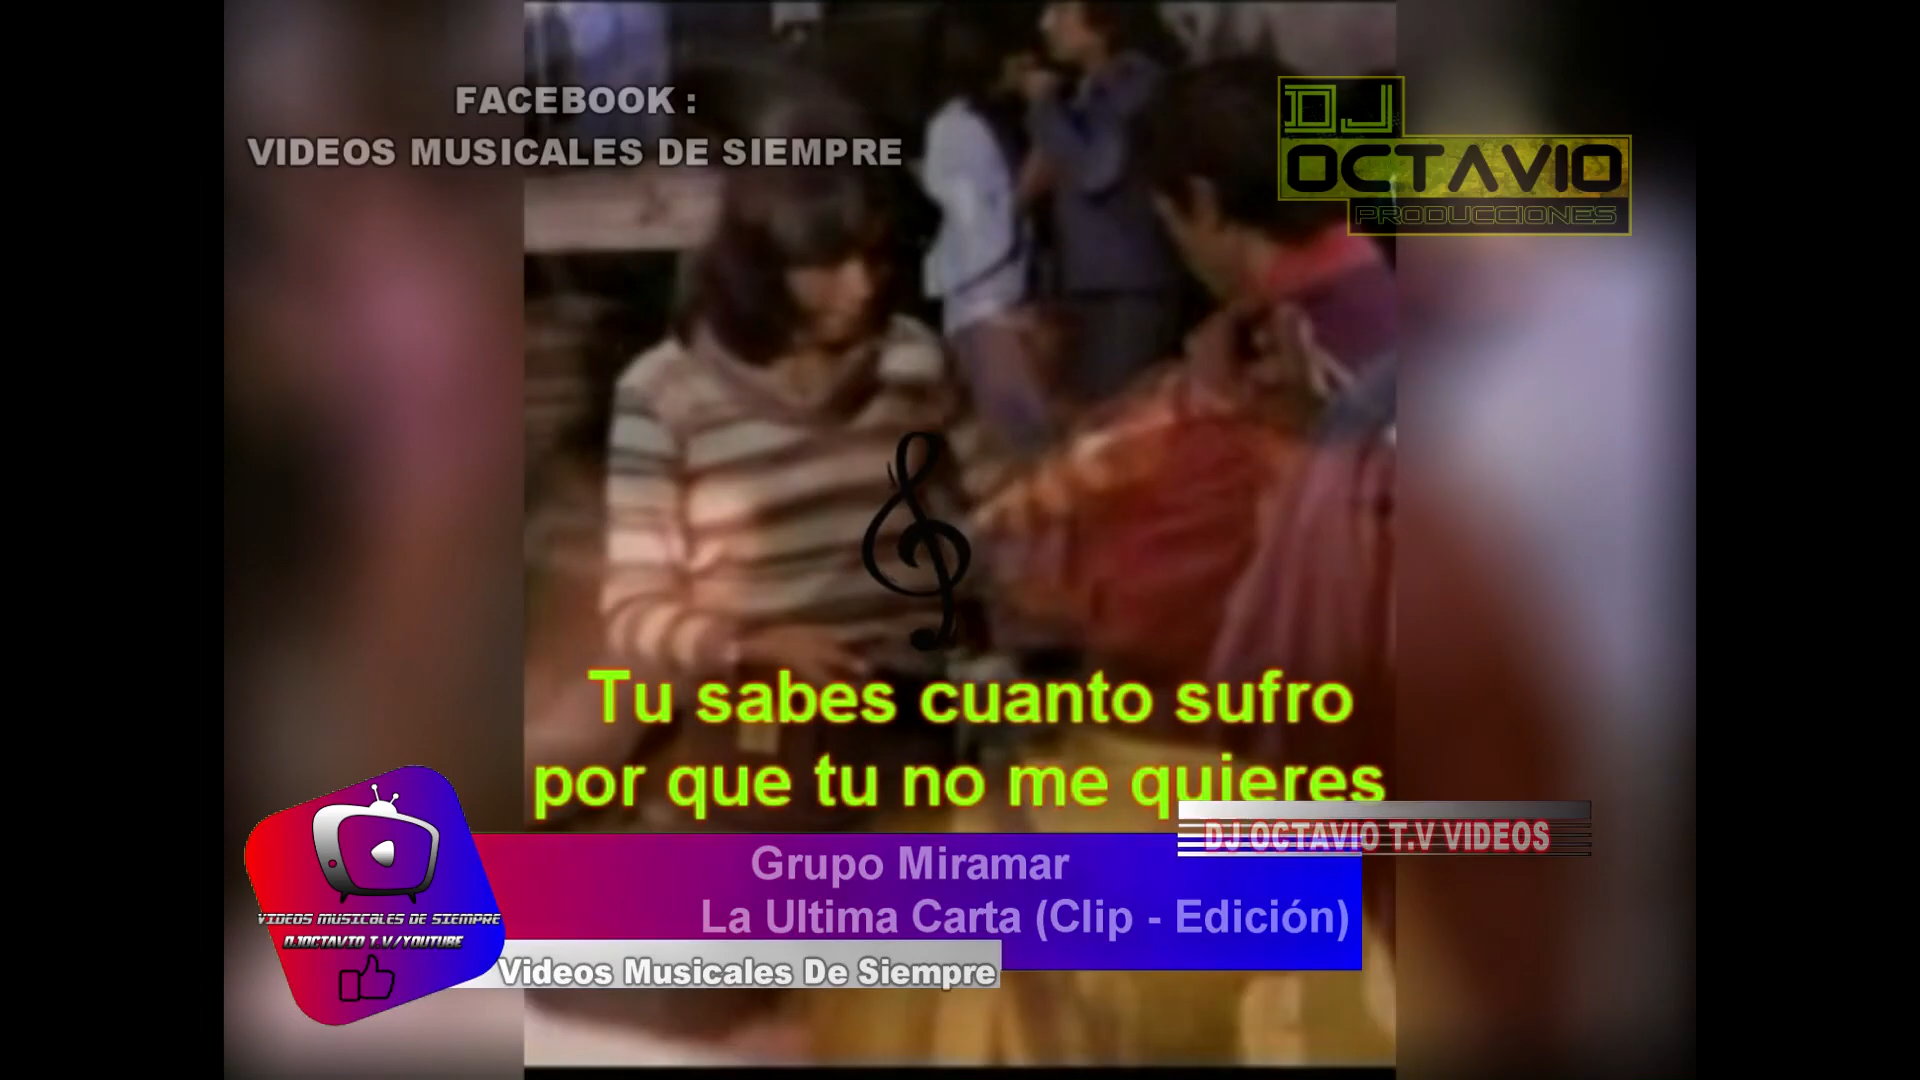 FACEBOOK :
VIDEOS MUSICALES DE SIEMPRE
DJ
OCTAVIO
PRODUCCIONES
Tu sabes cuanto sufro
por que tu no me quieres
DJ OCTAVIO T.V VIDEOS
Grupo Miramar
La Ultima Carta (Clip - Edición)
VIDEOS MUSICALES DE SIEMPRE
DJOCTAVIO T.V/YOUTUBE
Videos Musicales De Siempre